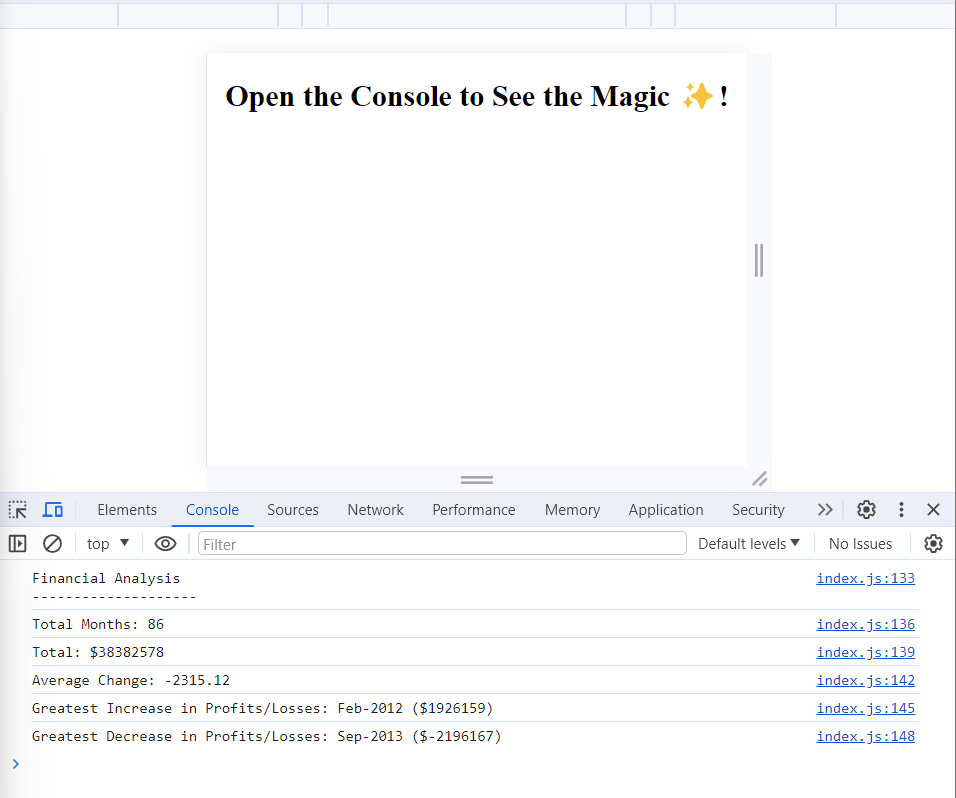 Open the Console to See the Magic ✨!
Elements Console Sources Network Performance Memory Application Security
top Filter Default levels No Issues
Financial Analysis index.js:133
--------------------
Total Months: 86 index.js:136
Total: $38382578 index.js:139
Average Change: -2315.12 index.js:142
Greatest Increase in Profits/Losses: Feb-2012 ($1926159) index.js:145
Greatest Decrease in Profits/Losses: Sep-2013 ($-2196167) index.js:148